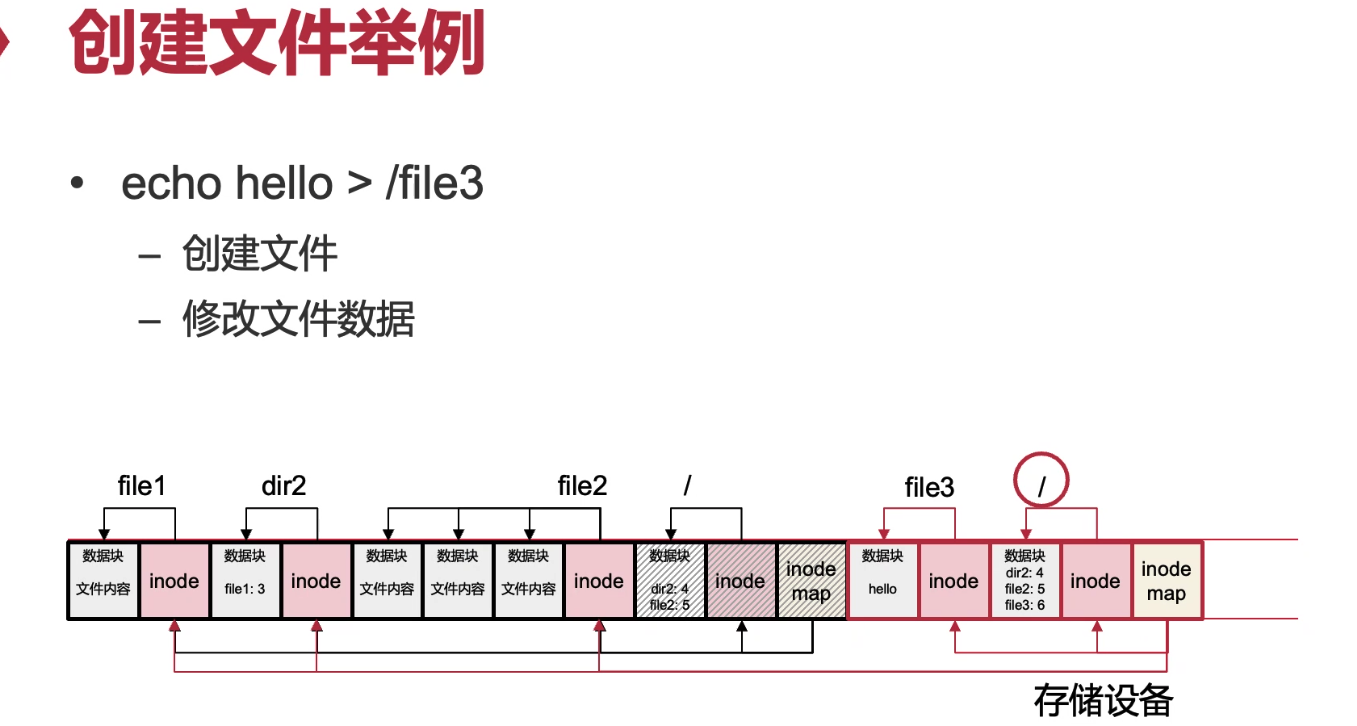 创建文件举例
• echo hello > /file3
– 创建文件
– 修改文件数据
file1 dir2 file2 / file3 /
数据块 文件内容
inode
数据块 file1: 3
inode
数据块 文件内容
数据块 文件内容
数据块 文件内容
inode
数据块 dir2: 4 file2: 5
inode
inode map
数据块 hello
inode
数据块 dir2: 4 file2: 5 file3: 6
inode
inode map
存储设备